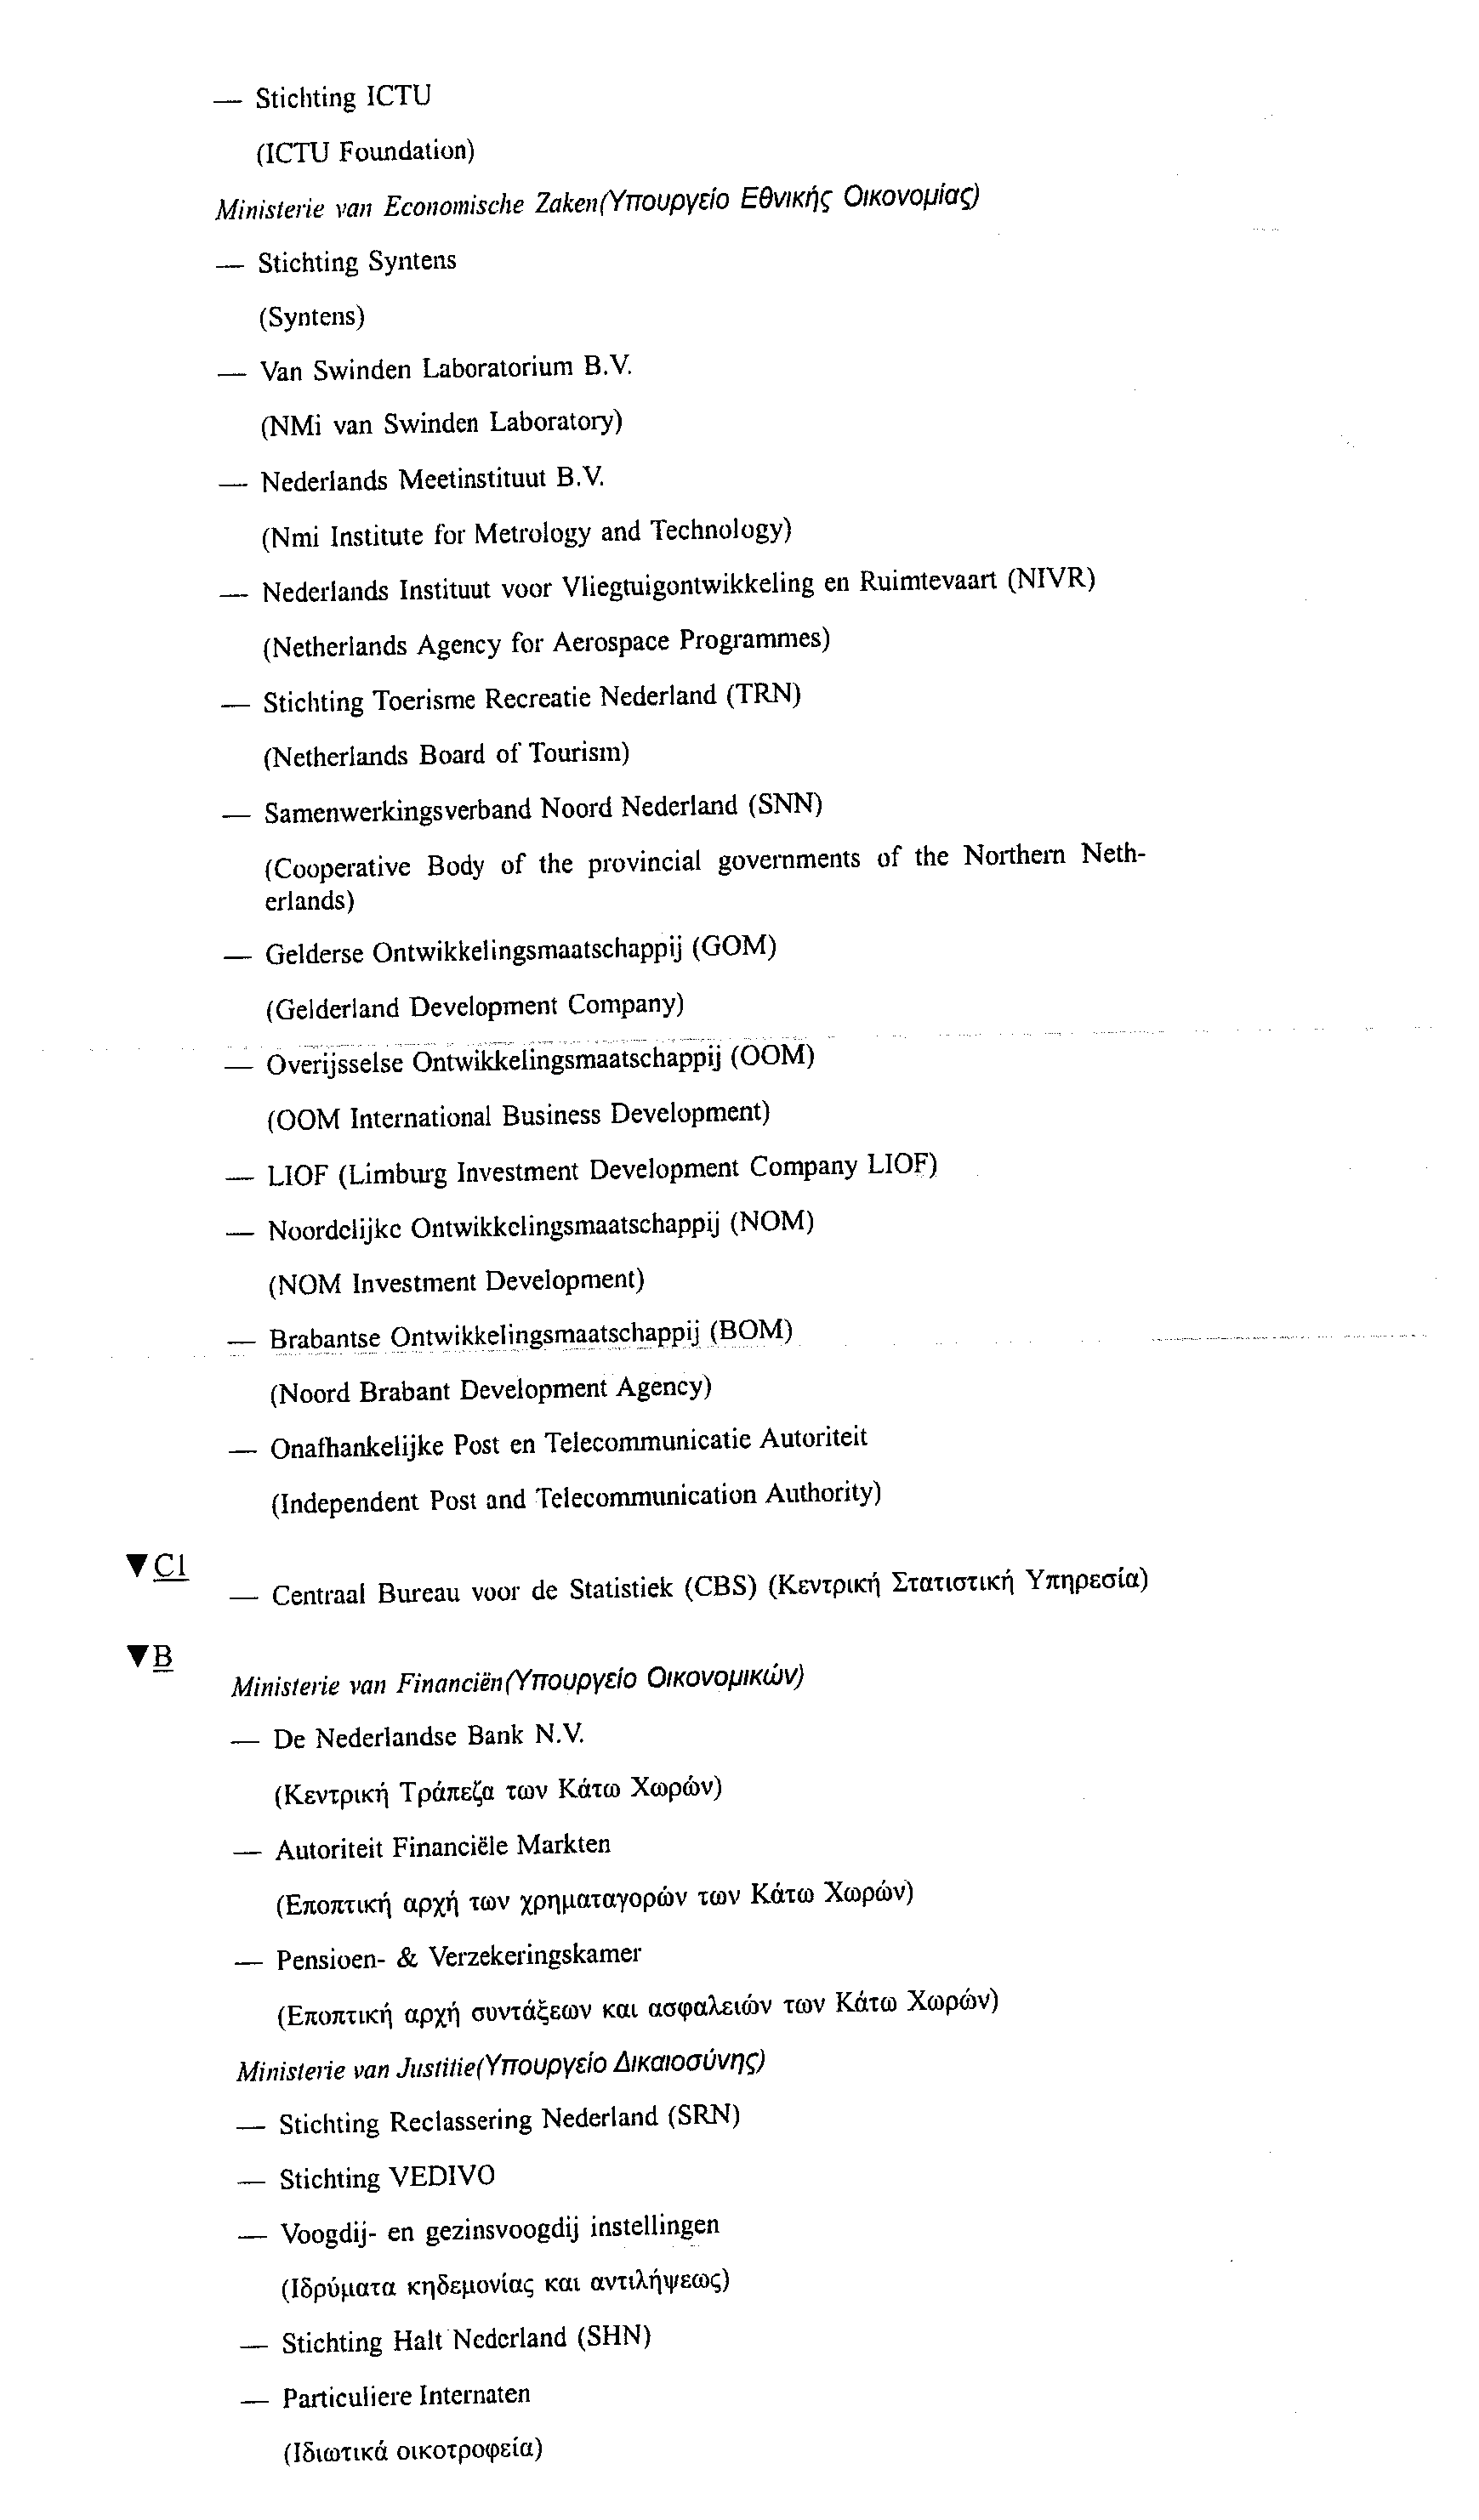 — Stichting ICTU
(ICTU Foundation)
Ministerie van Economische Zaken(Υπουργείο Εθνικής Οικονομίας)
— Stichting Syntens
(Syntens)
— Van Swinden Laboratorium B.V.
(NMi van Swinden Laboratory)
— Nederlands Meetinstituut B.V.
(Nmi Institute for Metrology and Technology)
— Nederlands Instituut voor Vliegtuigontwikkeling en Ruimtevaart (NIVR)
(Netherlands Agency for Aerospace Programmes)
— Stichting Toerisme Recreatie Nederland (TRN)
(Netherlands Board of Tourism)
— Samenwerkingsverband Noord Nederland (SNN)
(Cooperative Body of the provincial governments of the Northern Neth-
erlands)
— Gelderse Ontwikkelingsmaatschappij (GOM)
(Gelderland Development Company)
— Overijsselse Ontwikkelingsmaatschappij (OOM)
(OOM International Business Development)
— LIOF (Limburg Investment Development Company LIOF)
— Noordelijke Ontwikkelingsmaatschappij (NOM)
(NOM Investment Development)
— Brabantse Ontwikkelingsmaatschappij (BOM)
(Noord Brabant Development Agency)
— Onafhankelijke Post en Telecommunicatie Autoriteit
(Independent Post and Telecommunication Authority)
▼C1
— Centraal Bureau voor de Statistiek (CBS) (Κεντρική Στατιστική Υπηρεσία)
▼B
Ministerie van Financiën(Υπουργείο Οικονομικών)
— De Nederlandse Bank N.V.
(Κεντρική Τράπεζα των Κάτω Χωρών)
— Autoriteit Financiële Markten
(Εποπτική αρχή των χρηματαγορών των Κάτω Χωρών)
— Pensioen- & Verzekeringskamer
(Εποπτική αρχή συντάξεων και ασφαλειών των Κάτω Χωρών)
Ministerie van Justitie(Υπουργείο Δικαιοσύνης)
— Stichting Reclassering Nederland (SRN)
— Stichting VEDIVO
— Voogdij- en gezinsvoogdij instellingen
(Ιδρύματα κηδεμονίας και αντιλήψεως)
— Stichting Halt Nederland (SHN)
— Particuliere Internaten
(Ιδιωτικά οικοτροφεία)